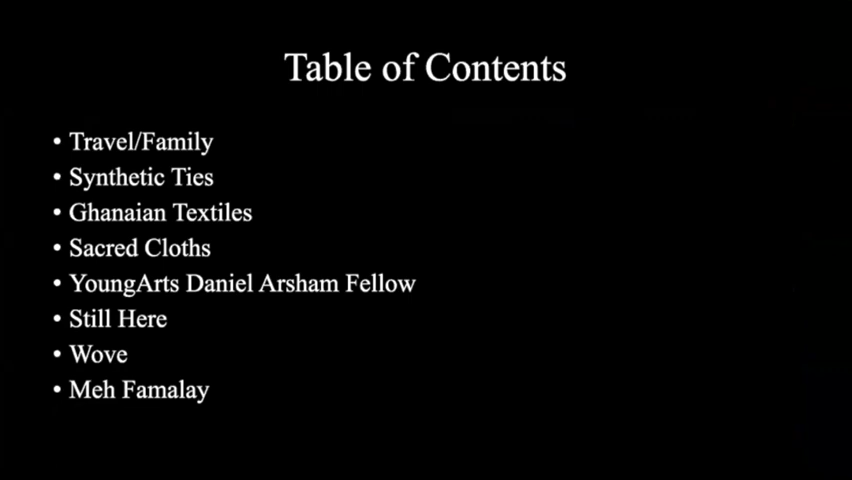 Table of Contents
• Travel/Family
• Synthetic Ties
• Ghanaian Textiles
• Sacred Cloths
• YoungArts Daniel Arsham Fellow
• Still Here
• Wove
• Meh Famalay